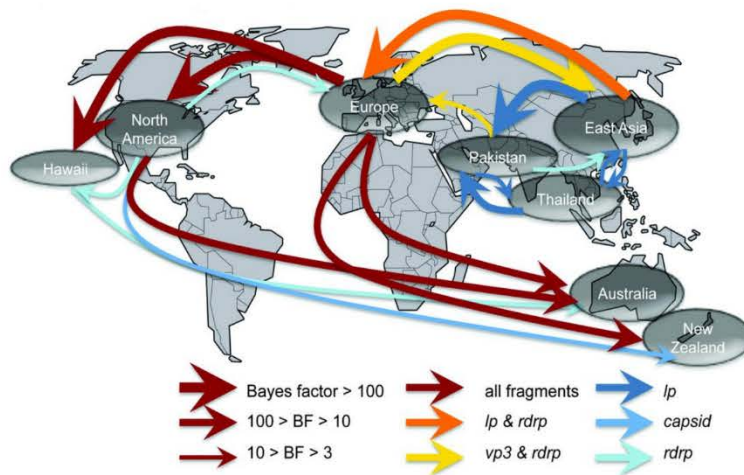 North
America
Europe
East Asia
Hawaii
Pakistan
Thailand
Australia
New
Zealand
Bayes factor > 100
all fragments
lp
100 > BF > 10
lp & rdrp
capsid
10 > BF > 3
vp3 & rdrp
rdrp